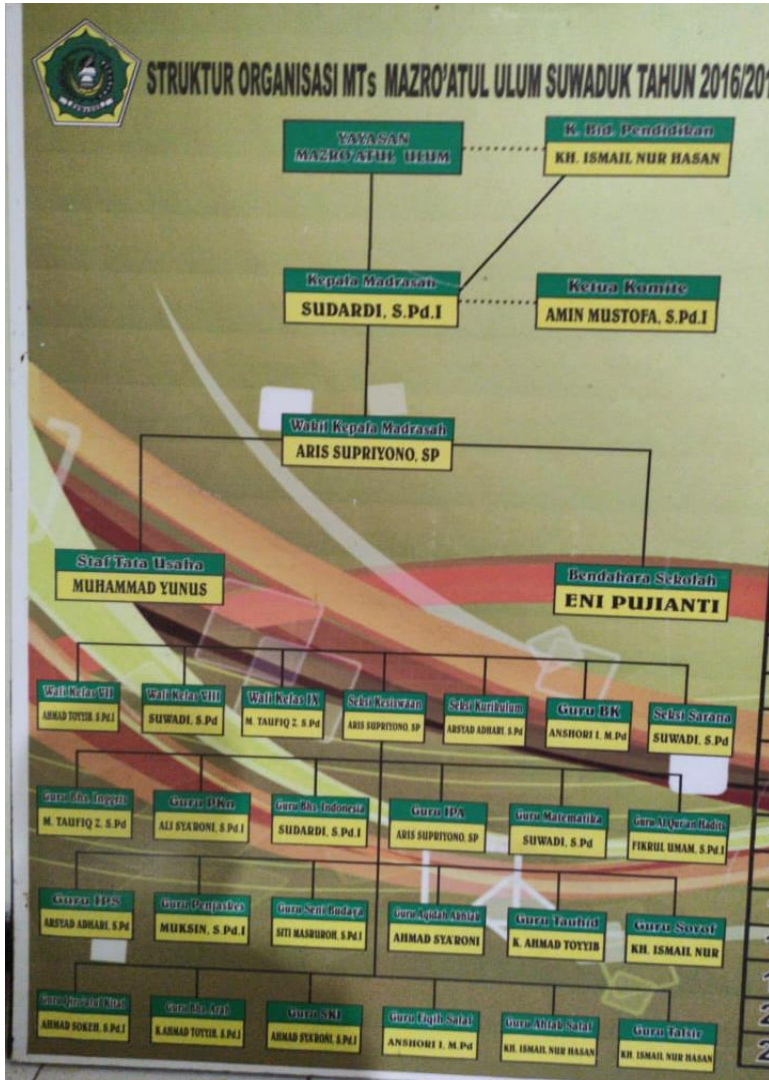 STRUKTUR ORGANISASI MTs MAZRO'ATUL ULUM SUWADUK TAHUN 2016/201
YAYASAN
MAZRO'ATUL ULUM
K. Bid. Pendidikan
KH. ISMAIL NUR HASAN
Kepala Madrasah
SUDARDI, S.Pd.I
Ketua Komite
AMIN MUSTOFA, S.Pd.I
Wakil Kepala Madrasah
ARIS SUPRIYONO, SP
Staf Tata Usaha
MUHAMMAD YUNUS
Bendahara Sekolah
ENI PUJIANTI
Wali Kelas VII
AHMAD TOYYIB, S.Pd.I
Wali Kelas VIII
SUWADI, S.Pd
Wali Kelas IX
M. TAUFIQ Z, S.Pd
Seksi Kesiswaan
ARIS SUPRIYONO, SP
Seksi Kurikulum
ARSYAD ADHARI, S.Pd
Guru BK
ANSHORI I, M.Pd
Seksi Sarana
SUWADI, S.Pd
Guru Bhs. Inggris
M. TAUFIQ Z, S.Pd
Guru PKn
ALI SYA'RONI, S.Pd.I
Guru Bhs. Indonesia
SUDARDI, S.Pd.I
Guru IPA
ARIS SUPRIYONO, SP
Guru Matematika
SUWADI, S.Pd
Guru Al Qur'an Hadits
FIKRUL UMAM, S.Pd.I
Guru IPS
ARSYAD ADHARI, S.Pd
Guru Penjaskes
MUKSIN, S.Pd.I
Guru Seni Budaya
SITI MASRUROH, S.Pd.I
Guru Aqidah Akhlak
AHMAD SYA'RONI
Guru Tauhid
K. AHMAD TOYYIB
Guru Sorof
KH. ISMAIL NUR
Guru Qiro'atul Kitab
AHMAD SOKEH, S.Pd.I
Guru Bhs. Arab
K.AHMAD TOYYIB, S.Pd.I
Guru SKI
AHMAD SYA'RONI, S.Pd.I
Guru Fiqih Salaf
ANSHORI I, M.Pd
Guru Ahlak Salaf
KH. ISMAIL NUR HASAN
Guru Tafsir
KH. ISMAIL NUR HASAN